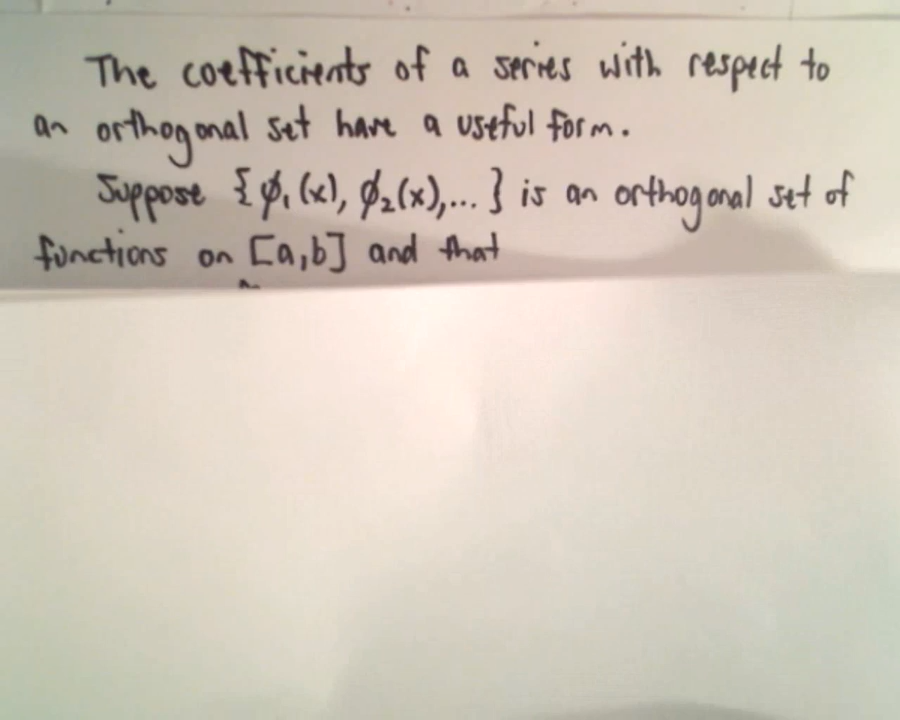 The coefficients of a series with respect to
an orthogonal set have a useful form.
Suppose {φ₁(x), φ₂(x),...} is an orthogonal set of
functions on [a,b] and that